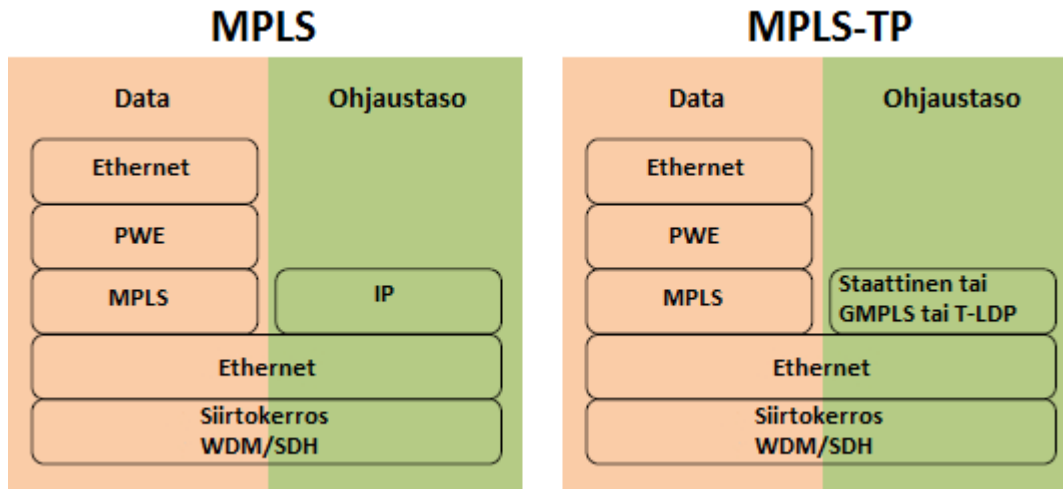 MPLS
Data
Ohjaustaso
Ethernet
PWE
MPLS
IP
Ethernet
Siirtokerros
WDM/SDH
MPLS-TP
Data
Ohjaustaso
Ethernet
PWE
MPLS
Staattinen tai
GMPLS tai T-LDP
Ethernet
Siirtokerros
WDM/SDH